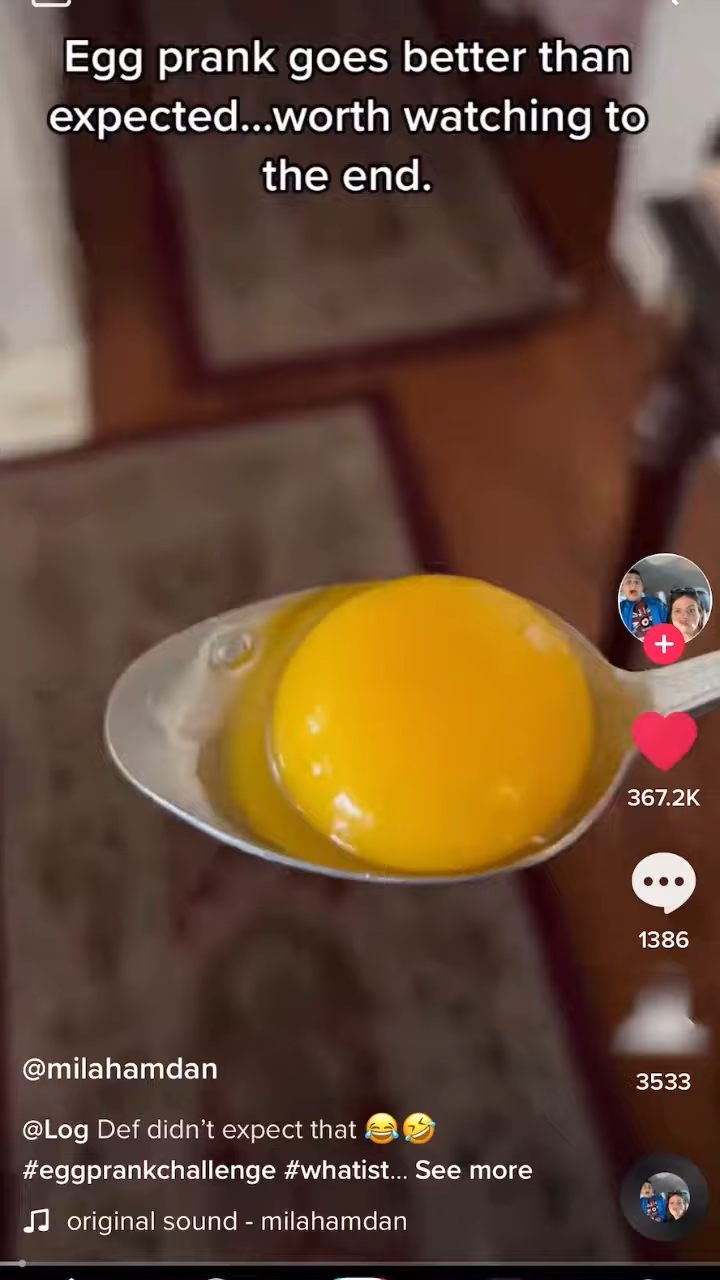 Egg prank goes better than
expected...worth watching to
the end.
367.2K
1386
3533
@milahamdan
@Log Def didn’t expect that 😂🤣
#eggprankchallenge #whatist... See more
original sound - milahamdan